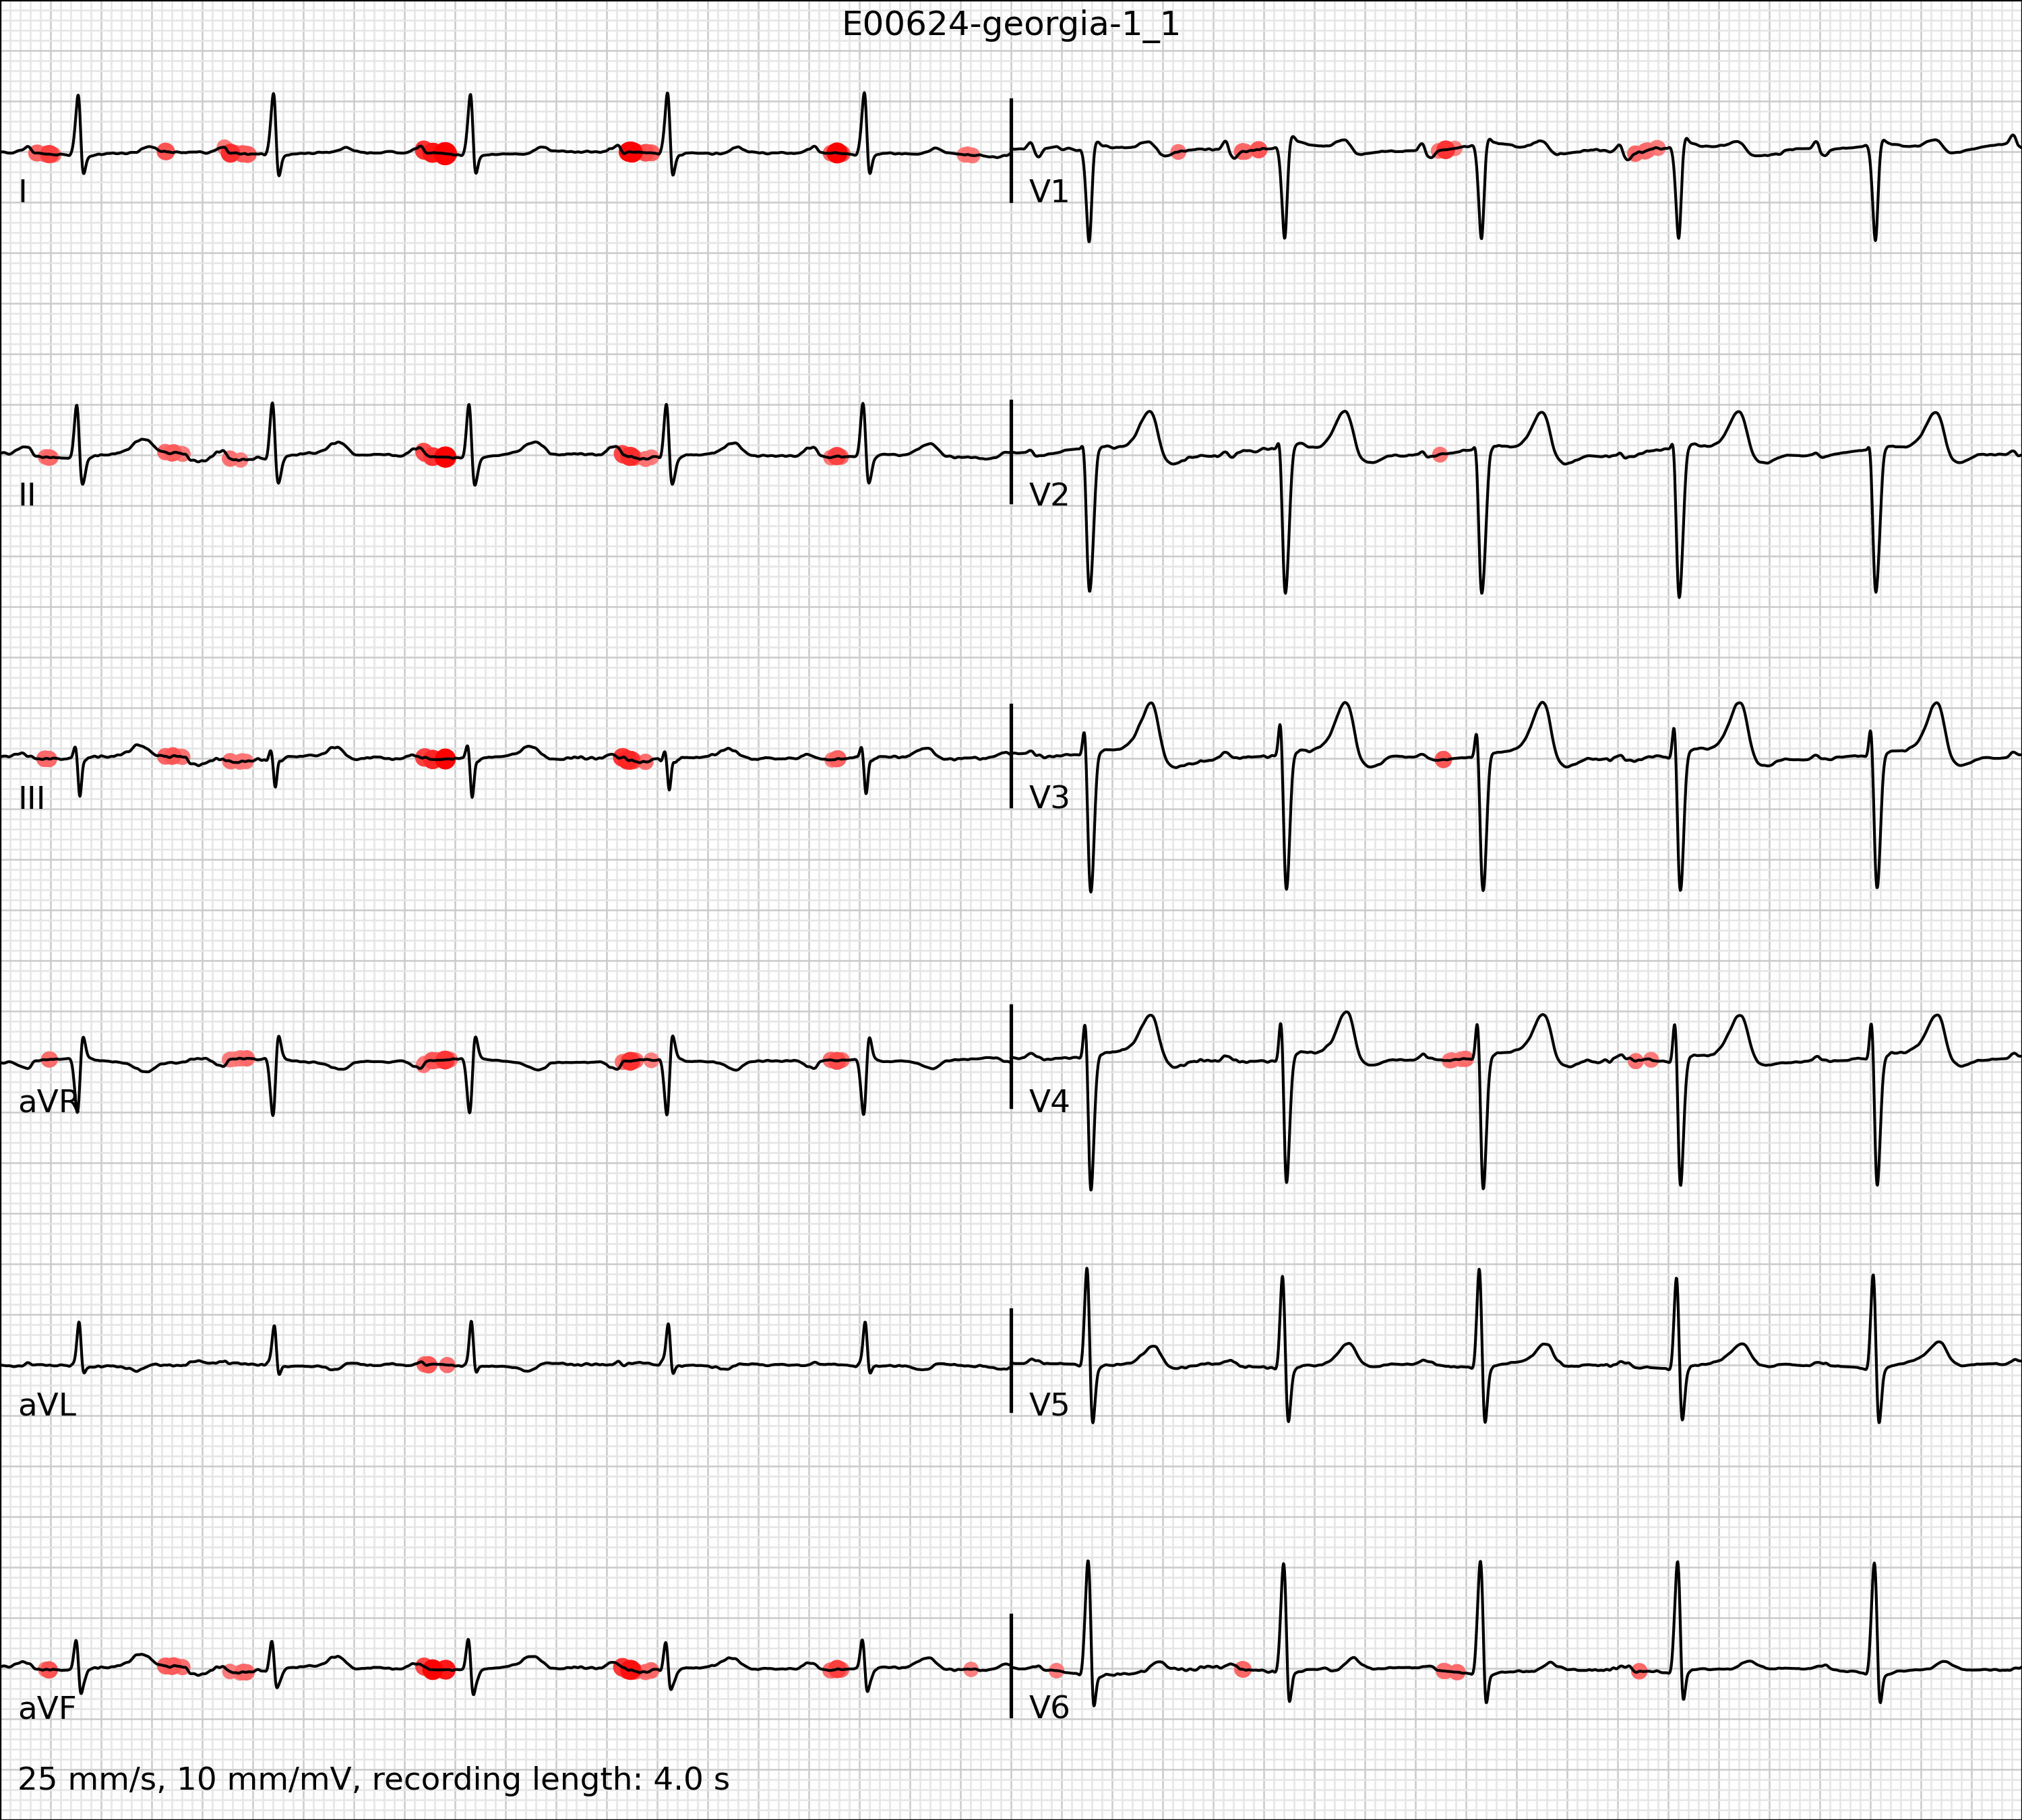 E00624-georgia-1_1
I
V1
II
V2
III
V3
aVR
V4
aVL
V5
aVF
V6
25 mm/s, 10 mm/mV, recording length: 4.0 s